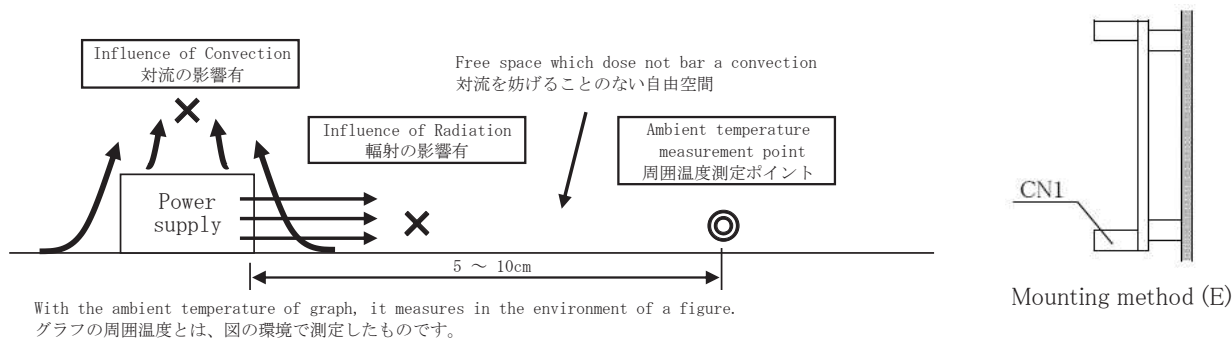 Influence of Convection
対流の影響有
Free space which dose not bar a convection
対流を妨げることのない自由空間
Influence of Radiation
輻射の影響有
Ambient temperature
measurement point
周囲温度測定ポイント
Power
supply
CN1
5 ～ 10cm
Mounting method (E)
With the ambient temperature of graph, it measures in the environment of a figure.
グラフの周囲温度とは、図の環境で測定したものです。